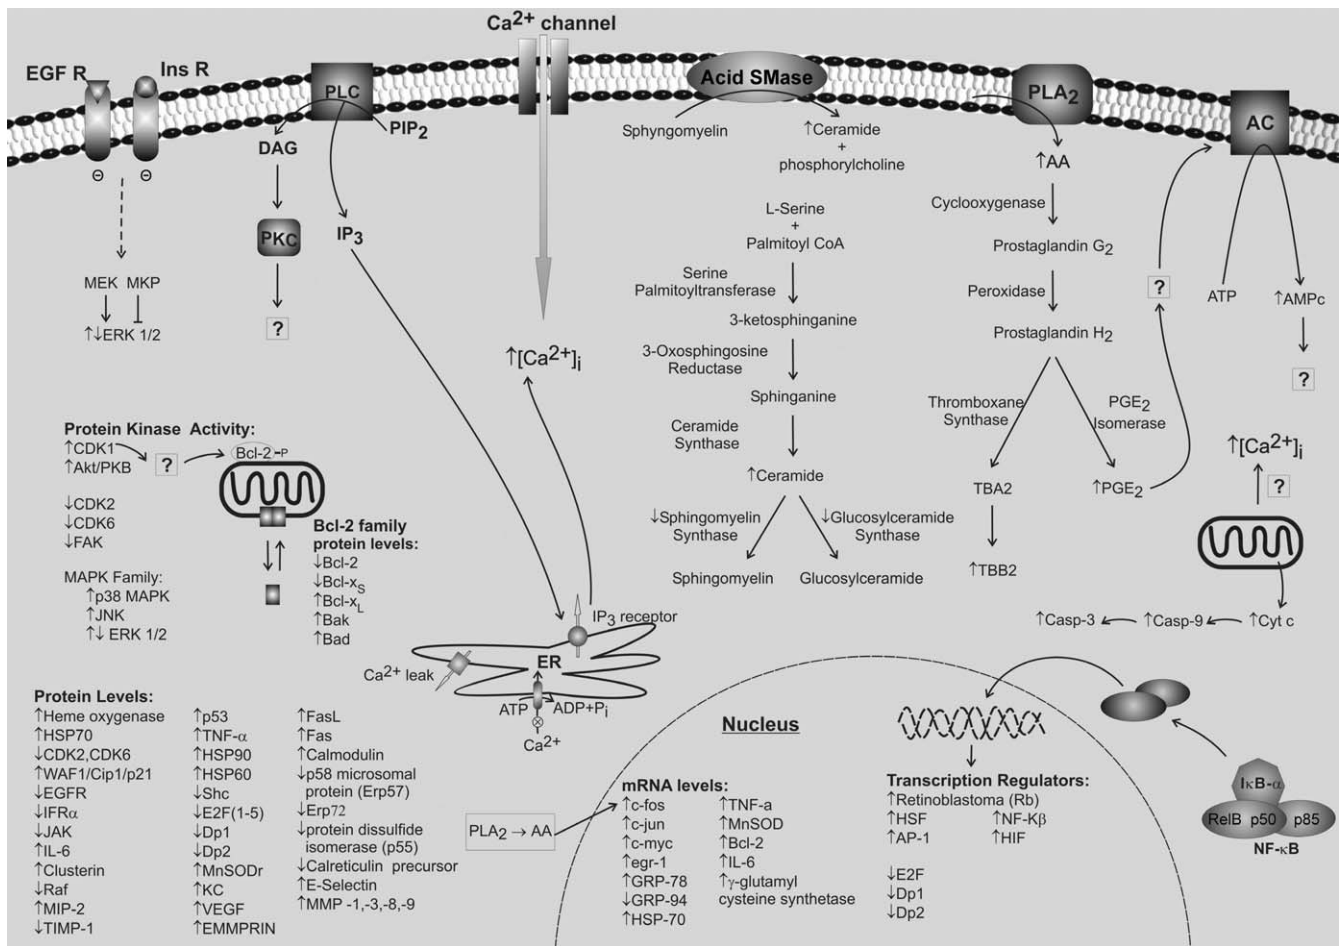 Ca2+ channel
EGF R
Ins R
PLC
PIP2
DAG
PKC
IP3
?
Θ
Θ
MEK MKP
↑↓ERK 1/2
↑[Ca2+]i
Acid SMase
Sphyngomyelin
↑Ceramide
+
phosphorylcholine
L-Serine
+
Palmitoyl CoA
Serine
Palmitoyltransferase
3-ketosphinganine
3-Oxosphingosine
Reductase
Sphinganine
Ceramide
Synthase
↑Ceramide
↓Sphingomyelin
Synthase
↓Glucosylceramide
Synthase
Sphingomyelin
Glucosylceramide
PLA2
↑AA
Cyclooxygenase
Prostaglandin G2
Peroxidase
Prostaglandin H2
Thromboxane
Synthase
PGE2
Isomerase
TBA2
↑PGE2
↑TBB2
?
AC
ATP
↑AMPc
?
↑[Ca2+]i
?
↑Cyt c
↑Casp-9
↑Casp-3
Protein Kinase Activity:
↑CDK1
↑Akt/PKB
?
Bcl-2-P
↓CDK2
↓CDK6
↓FAK
MAPK Family:
↑p38 MAPK
↑JNK
↑↓ ERK 1/2
Bcl-2 family
protein levels:
↓Bcl-2
↓Bcl-xS
↑Bcl-xL
↑Bak
↑Bad
IP3 receptor
Ca2+ leak
ER
ATP
ADP+Pi
Ca2+
Protein Levels:
↑Heme oxygenase
↑HSP70
↓CDK2,CDK6
↑WAF1/Cip1/p21
↓EGFR
↓IFRα
↓JAK
↑IL-6
↑Clusterin
↓Raf
↑MIP-2
↓TIMP-1
↑p53
↑TNF-α
↑HSP90
↑HSP60
↓Shc
↓E2F(1-5)
↓Dp1
↓Dp2
↑MnSODr
↑KC
↑VEGF
↑EMMPRIN
↑FasL
↑Fas
↑Calmodulin
↓p58 microsomal
protein (Erp57)
↓Erp72
↓protein dissulfide
isomerase (p55)
↓Calreticulin precursor
↑E-Selectin
↑MMP -1,-3,-8,-9
PLA2 → AA
Nucleus
mRNA levels:
↑c-fos
↑c-jun
↑c-myc
↑egr-1
↑GRP-78
↓GRP-94
↑HSP-70
↑TNF-a
↑MnSOD
↑Bcl-2
↑IL-6
↑γ-glutamyl
cysteine synthetase
Transcription Regulators:
↑Retinoblastoma (Rb)
↑HSF
↑NF-Kβ
↑AP-1
↑HIF
↓E2F
↓Dp1
↓Dp2
IκB-α
RelB p50 p85
NF-κB